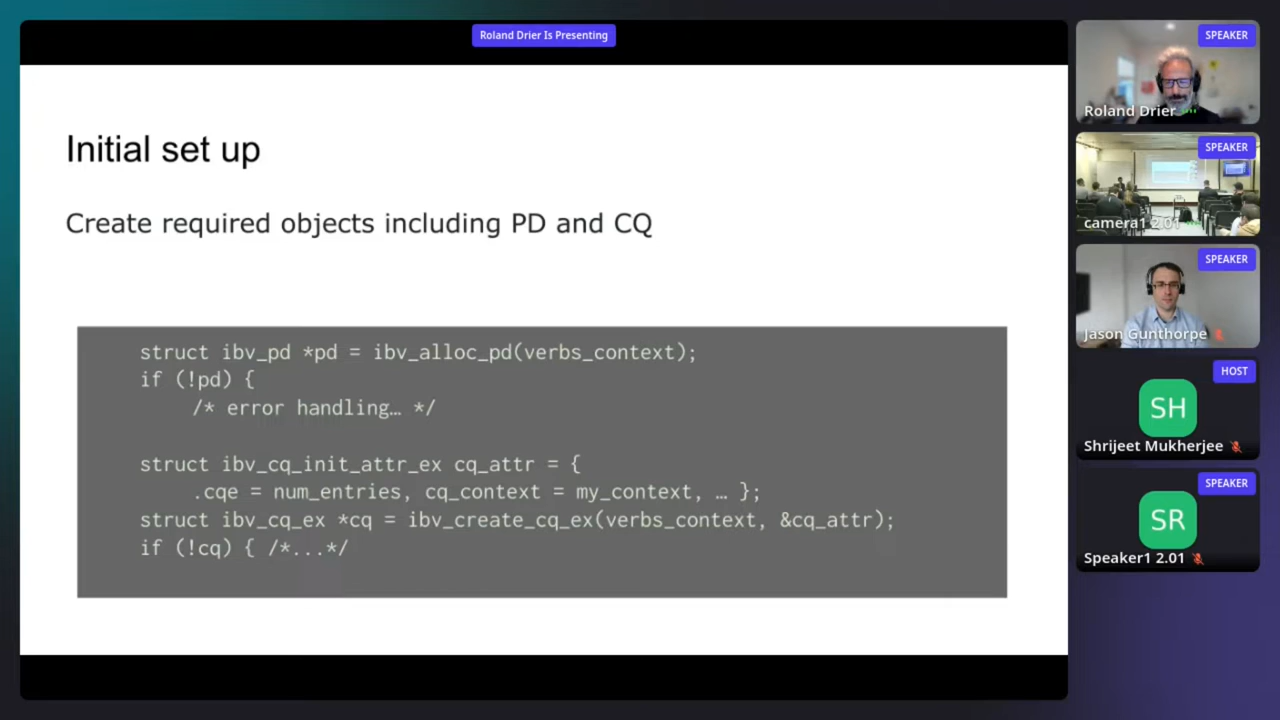 Roland Drier Is Presenting
Initial set up
Create required objects including PD and CQ
struct ibv_pd *pd = ibv_alloc_pd(verbs_context);
if (!pd) {
/* error handling… */
struct ibv_cq_init_attr_ex cq_attr = {
.cqe = num_entries, cq_context = my_context, … };
struct ibv_cq_ex *cq = ibv_create_cq_ex(verbs_context, &cq_attr);
if (!cq) { /*...*/
SPEAKER
Roland Drier
SPEAKER
camera1 2.01
SPEAKER
Jason Gunthorpe
HOST
SH
Shrijeet Mukherjee
SPEAKER
SR
Speaker1 2.01